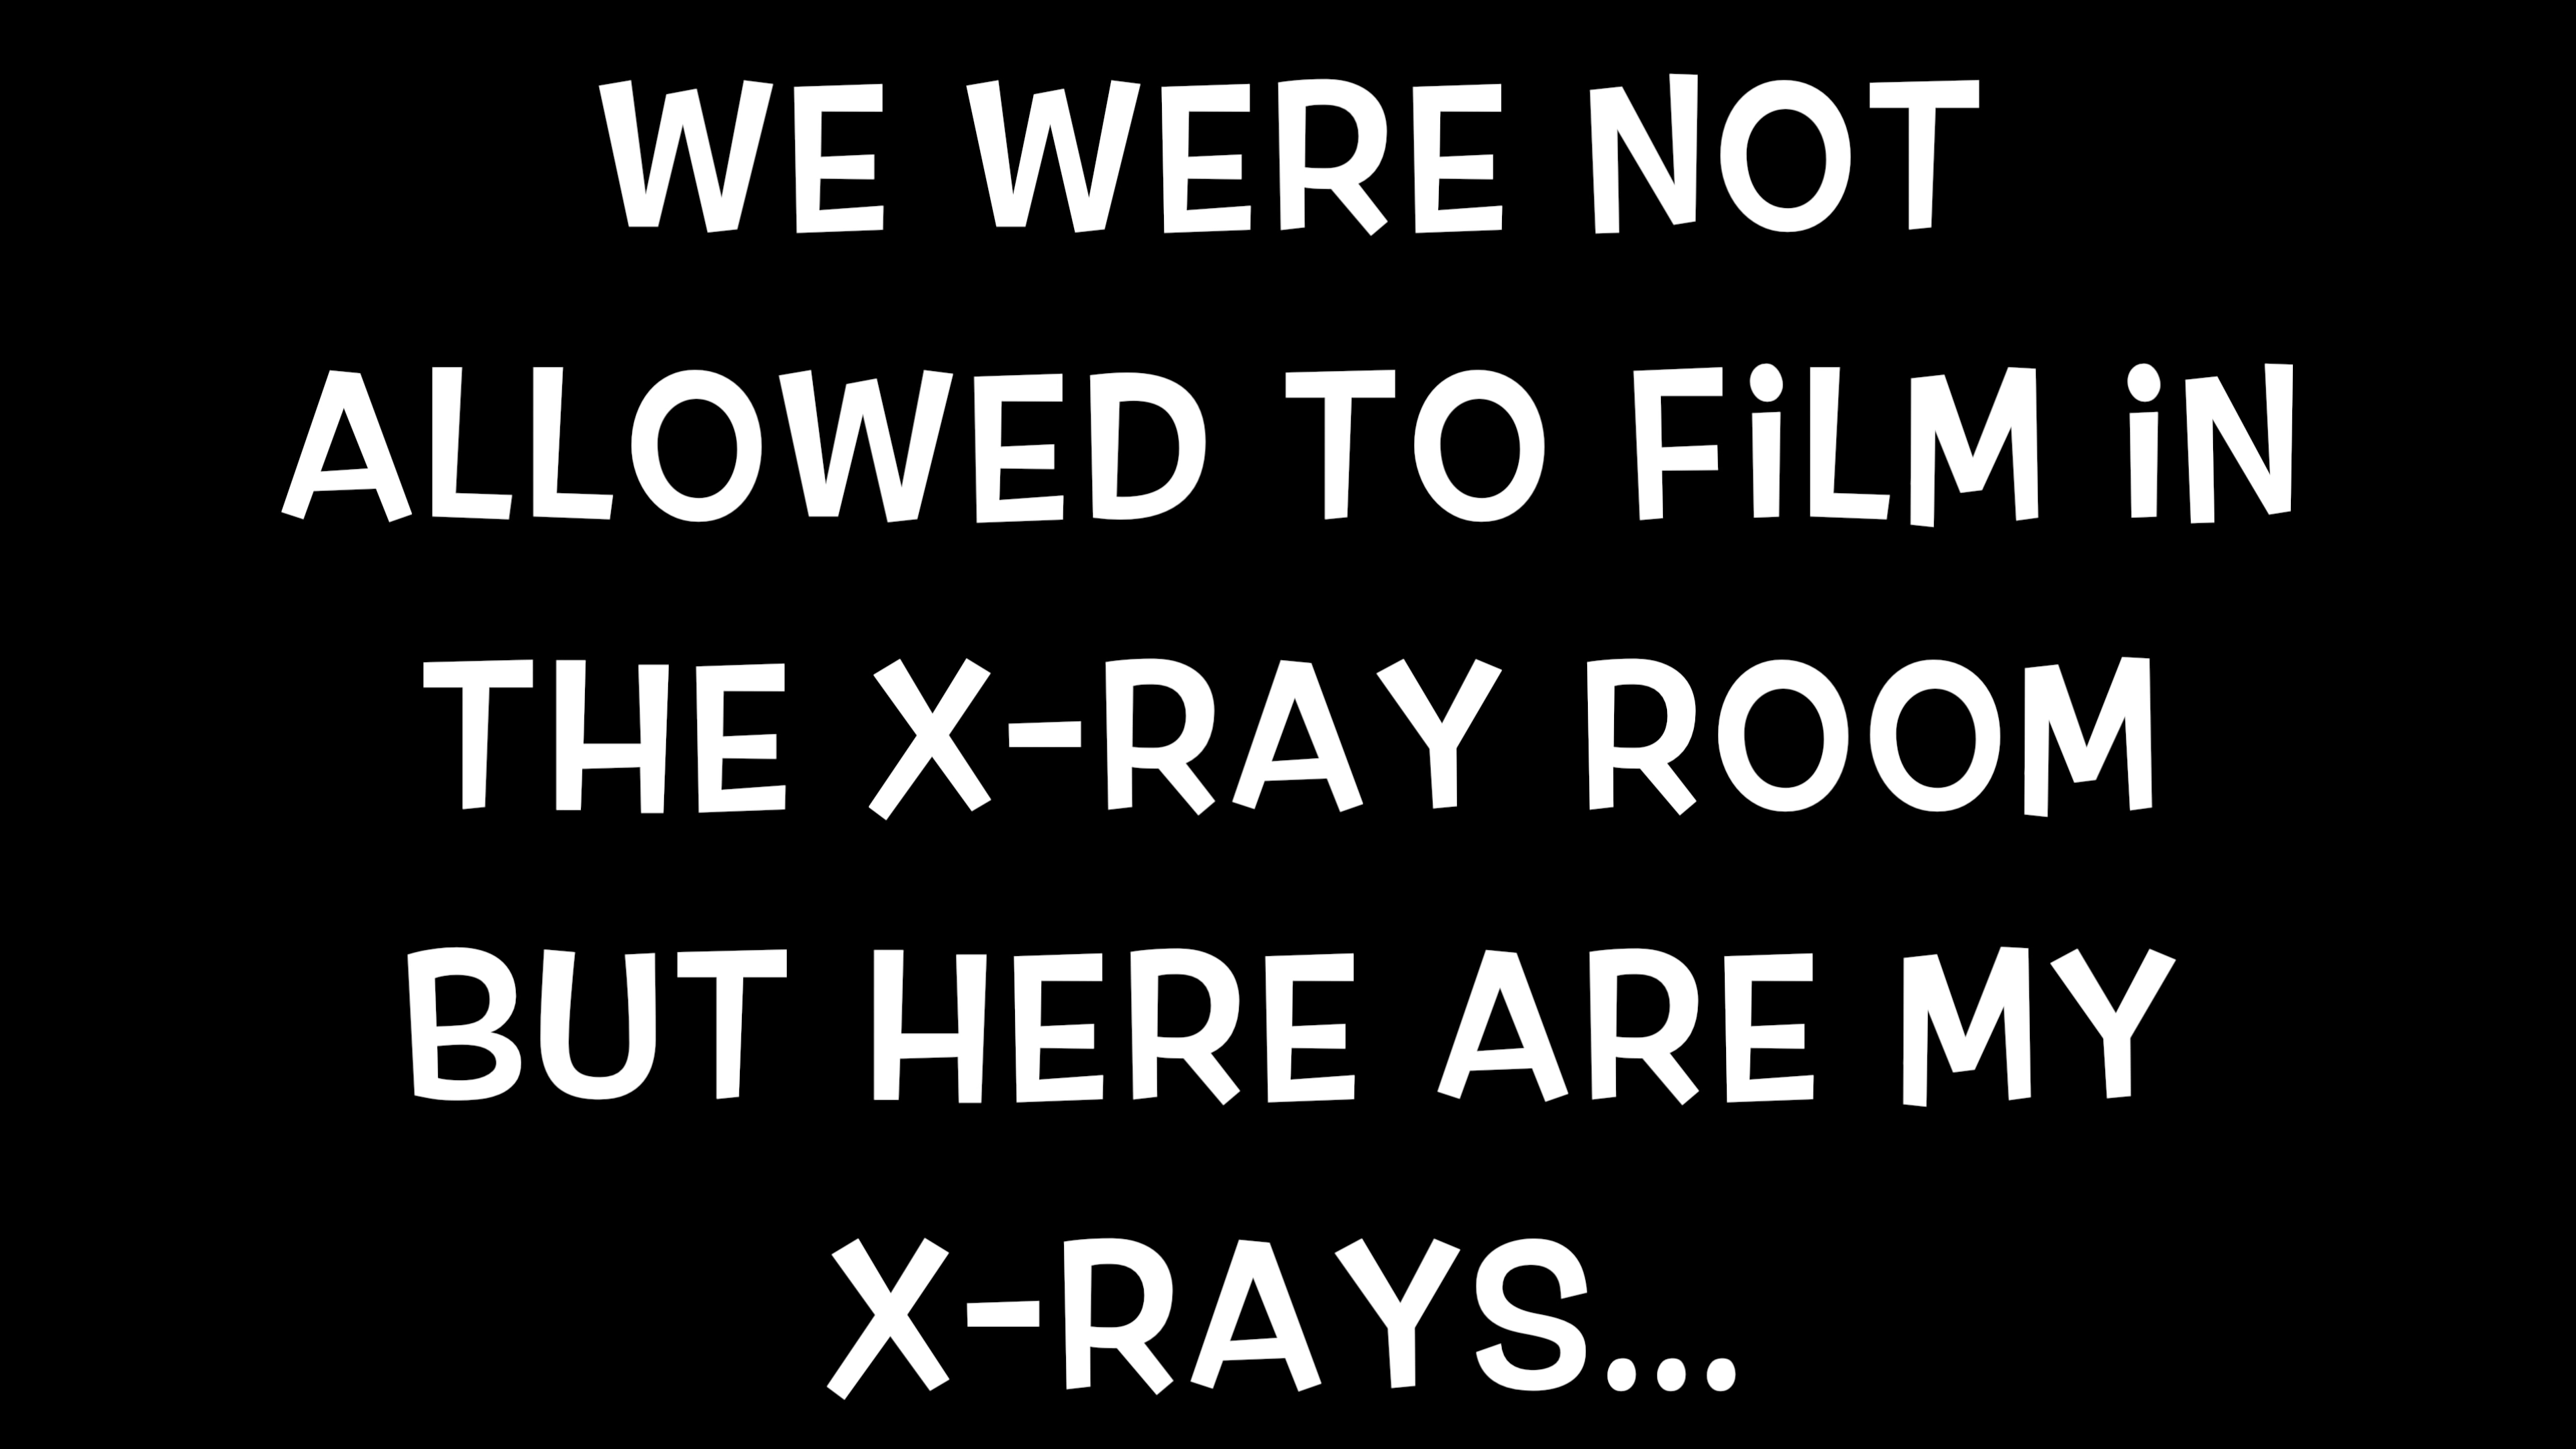 WE WERE NOT
ALLOWED TO FiLM iN
THE X-RAY ROOM
BUT HERE ARE MY
X-RAYS...